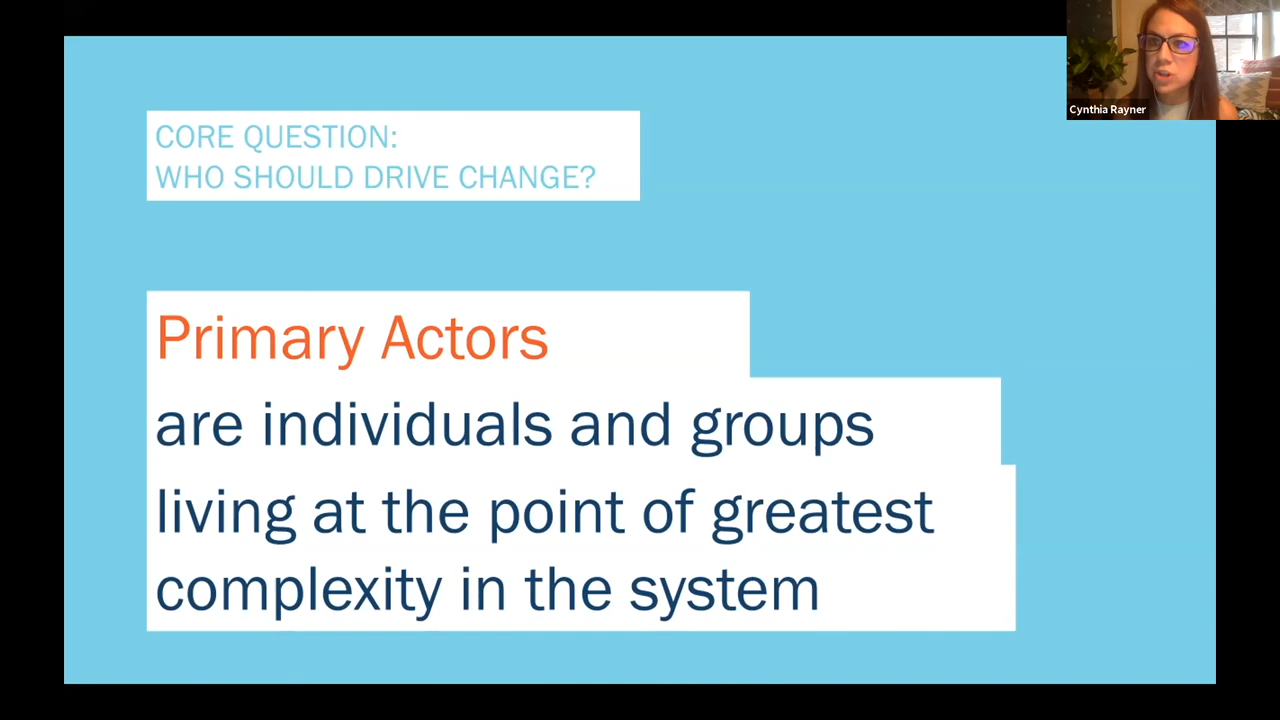 CORE QUESTION:
WHO SHOULD DRIVE CHANGE?
Primary Actors
are individuals and groups
living at the point of greatest
complexity in the system
Cynthia Rayner